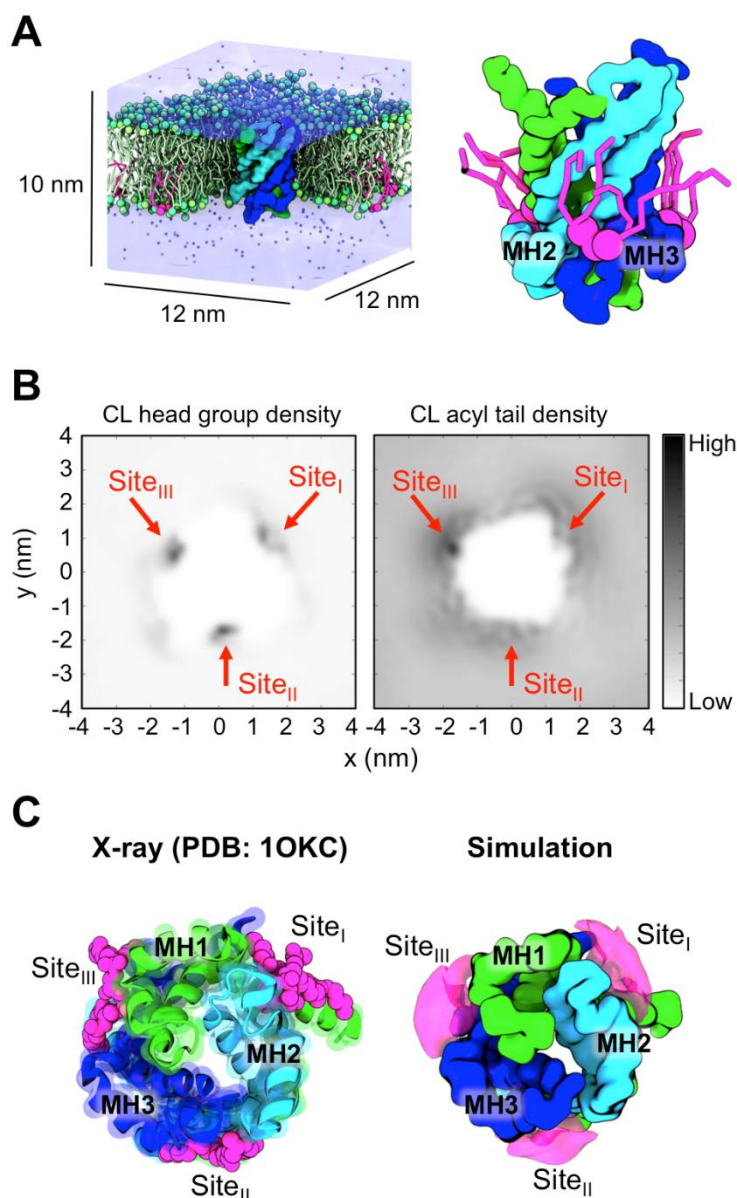 A
10 nm
12 nm
12 nm
MH2
MH3
B
CL head group density
CL acyl tail density
4
3
2
1
0
-1
-2
-3
-4
y (nm)
Site_III
Site_I
Site_II
Site_III
Site_I
Site_II
High
Low
-4 -3 -2 -1 0 1 2 3 4
-3 -2 -1 0 1 2 3 4
x (nm)
C
X-ray (PDB: 1OKC)
Simulation
Site_III
MH1
Site_I
MH2
MH3
Site_II
Site_III
MH1
Site_I
MH2
MH3
Site_II